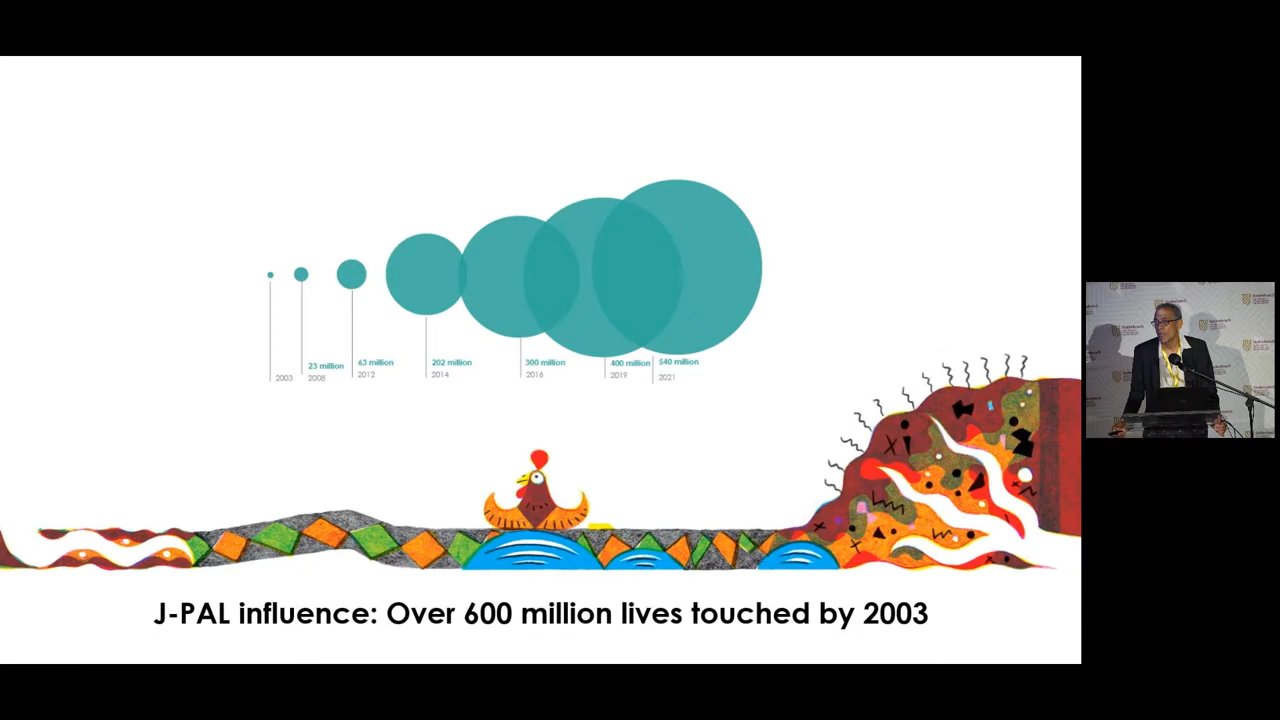 2003
23 million
2008
63 million
2012
202 million
2014
300 million
2016
400 million
2019
540 million
2021
J-PAL influence: Over 600 million lives touched by 2003